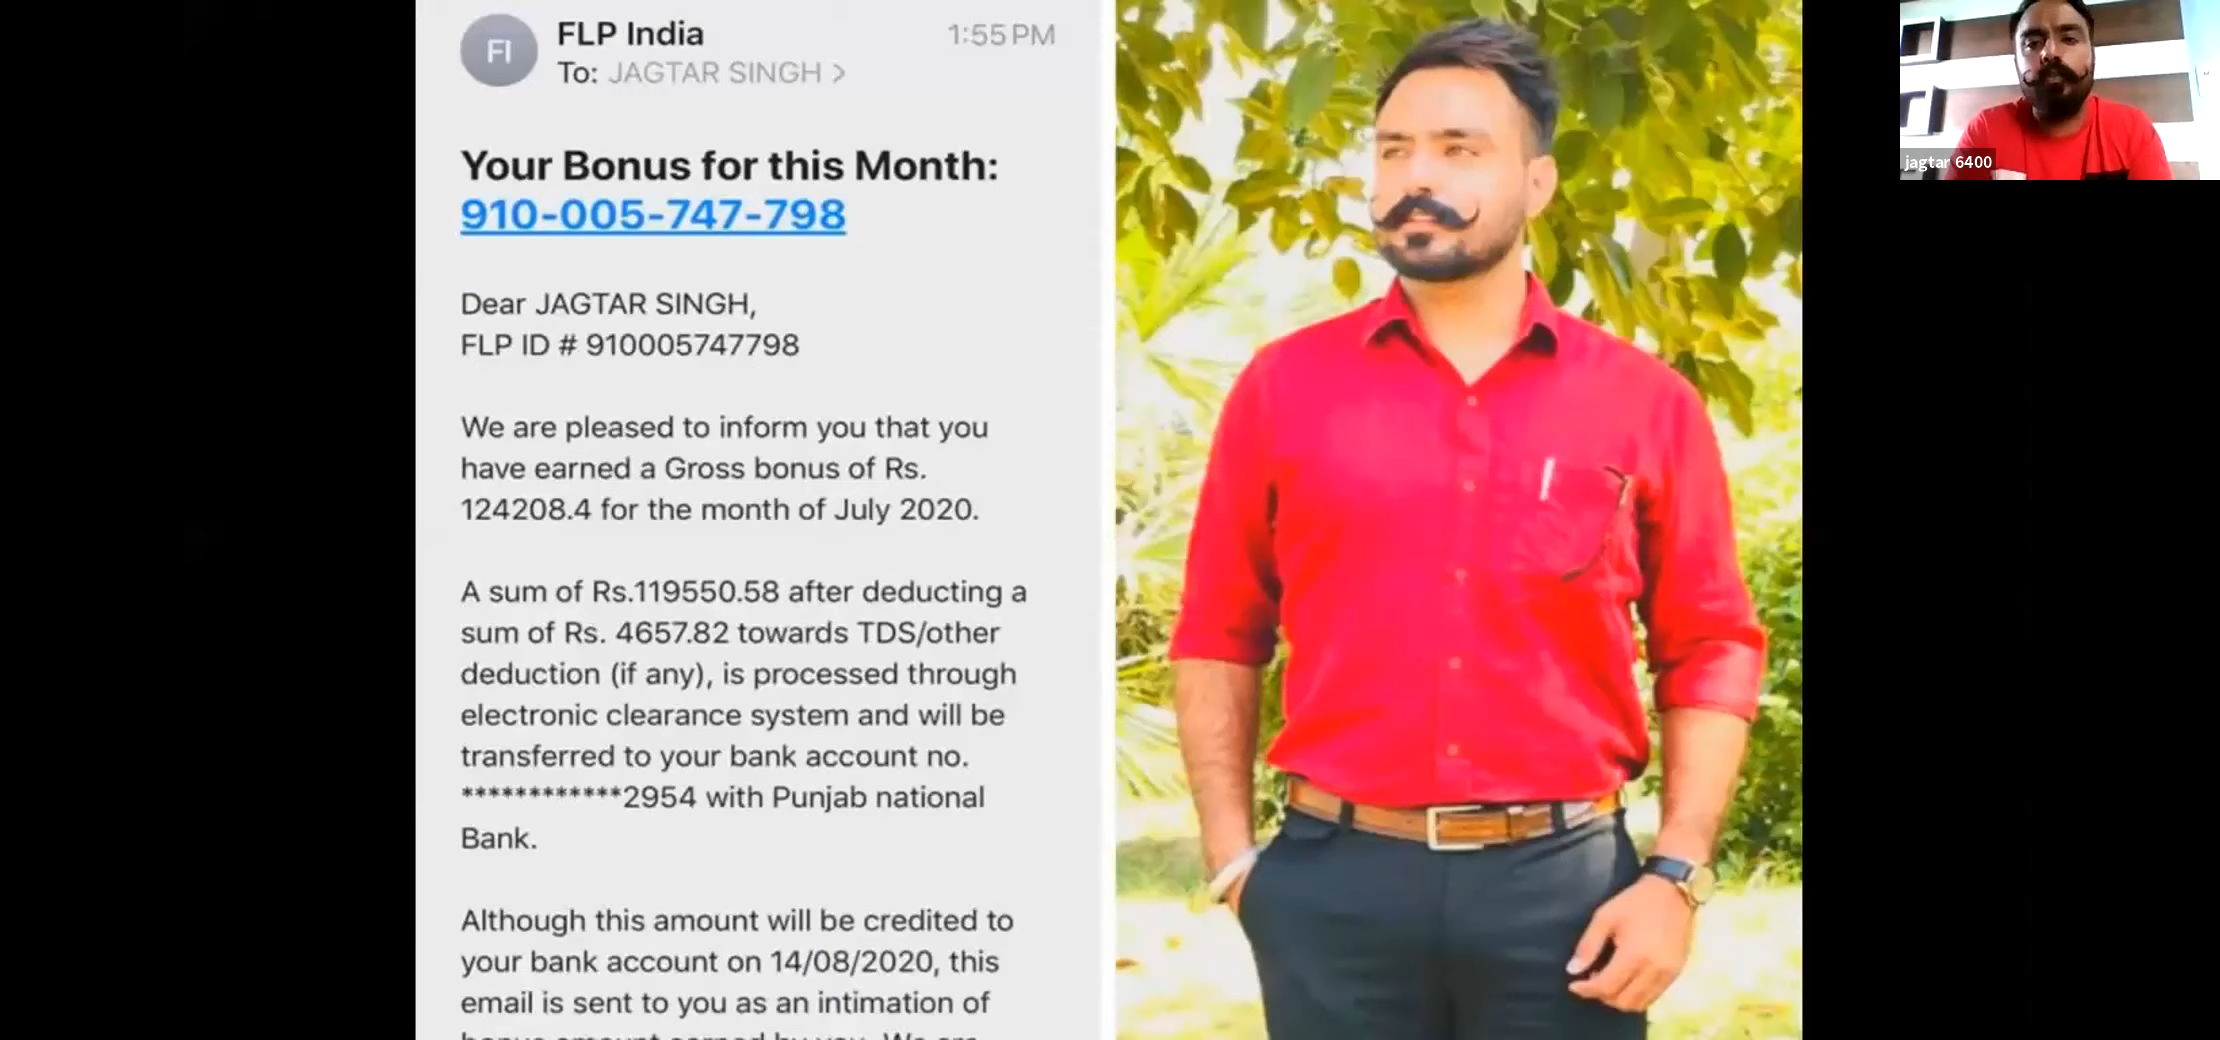 FI
FLP India
1:55 PM
To: JAGTAR SINGH >
Your Bonus for this Month:
910-005-747-798
Dear JAGTAR SINGH,
FLP ID # 910005747798
We are pleased to inform you that you
have earned a Gross bonus of Rs.
124208.4 for the month of July 2020.
A sum of Rs.119550.58 after deducting a
sum of Rs. 4657.82 towards TDS/other
deduction (if any), is processed through
electronic clearance system and will be
transferred to your bank account no.
************2954 with Punjab national
Bank.
Although this amount will be credited to
your bank account on 14/08/2020, this
email is sent to you as an intimation of
jagtar 6400